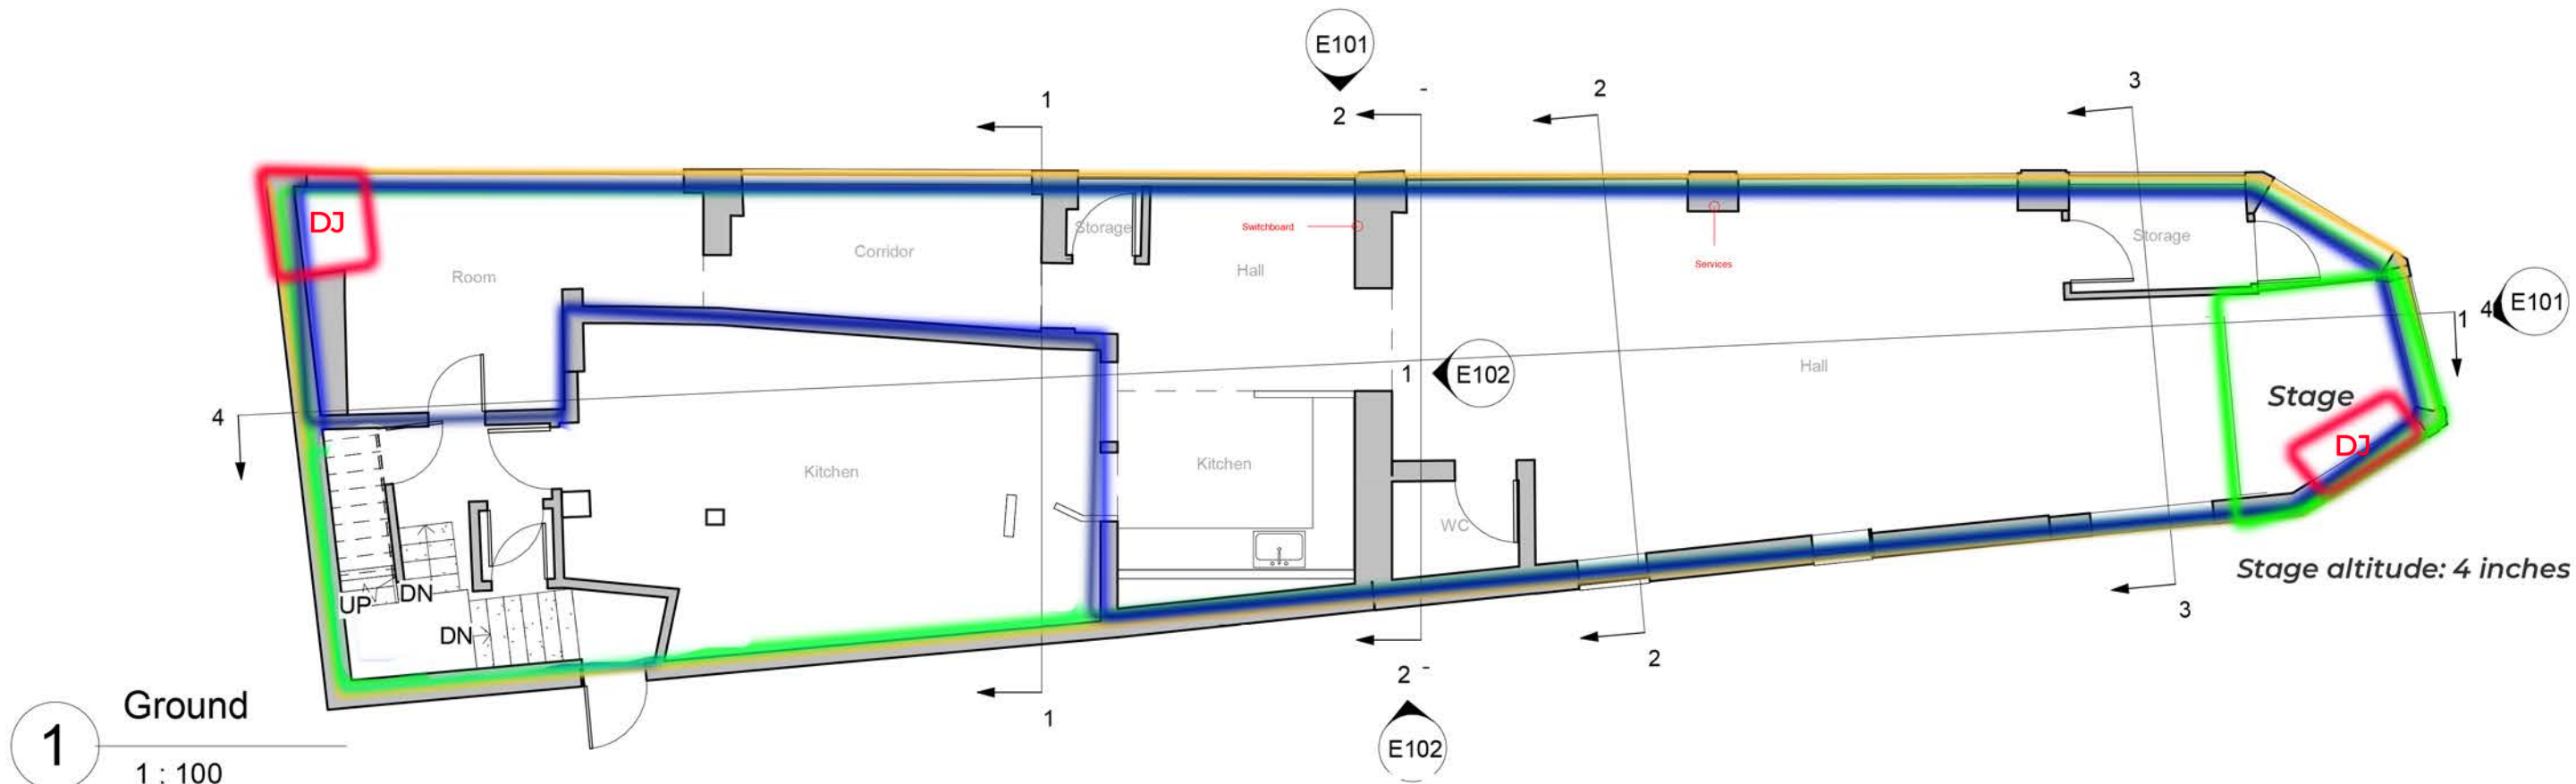 E101
1
2
-
2
3
DJ
Room
Corridor
Storage
Switchboard
Hall
Services
Storage
E101
4
1
1
E102
Hall
Stage
DJ
4
Kitchen
Kitchen
WC
Stage altitude: 4 inches
UP
DN
DN
3
2
2
-
1
E102
Ground
1
1 : 100